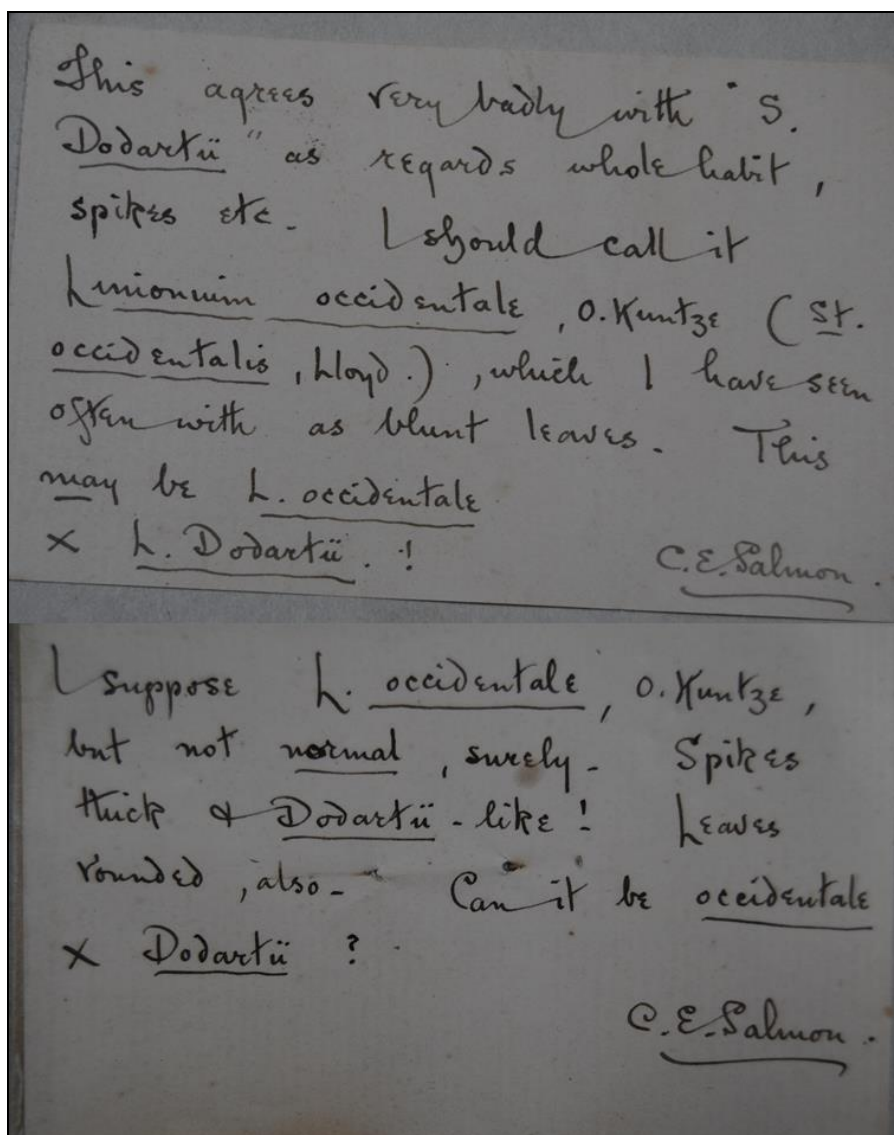 This agrees very badly with "S.
Dodartii" as regards whole habit,
spikes etc. I should call it
Limonium occidentale, O. Kuntze (St.
occidentalis, Lloyd.), which I have seen
often with as blunt leaves. This
may be L. occidentale
× L. Dodartii. !
C.E. Salmon.
I suppose L. occidentale, O. Kuntze,
but not normal, surely. Spikes
thick & Dodartii-like! Leaves
rounded, also. Can it be occidentale
× Dodartii ?
C.E. Salmon.